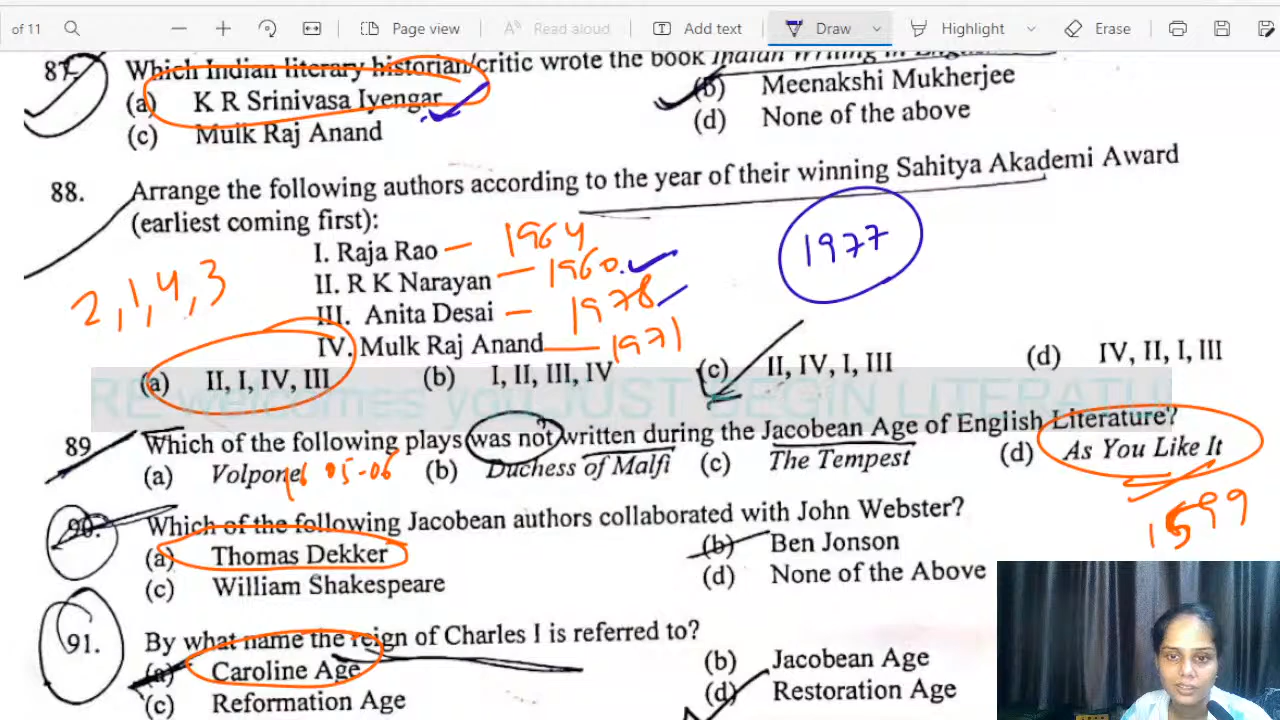 of 11 Page view Read aloud Add text Draw Highlight Erase
87. Which Indian literary historian/critic wrote the book Indian Writing in English
(a) K R Srinivasa Iyengar (b) Meenakshi Mukherjee
(c) Mulk Raj Anand (d) None of the above
88. Arrange the following authors according to the year of their winning Sahitya Akademi Award
(earliest coming first):
1977
I. Raja Rao — 1964
II. R K Narayan — 1960.
2, 1, 4, 3
III. Anita Desai — 1978
IV. Mulk Raj Anand — 1971
(a) II, I, IV, III (b) I, II, III, IV (c) II, IV, I, III (d) IV, II, I, III
RE welcomes you JUST BEGIN LITERATU
89 Which of the following plays was not written during the Jacobean Age of English Literature?
(a) Volpone (b) Duchess of Malfi (c) The Tempest (d) As You Like It
1605-06
1599
90. Which of the following Jacobean authors collaborated with John Webster?
(a) Thomas Dekker (b) Ben Jonson
(c) William Shakespeare (d) None of the Above
91. By what name the reign of Charles I is referred to?
(a) Caroline Age (b) Jacobean Age
(c) Reformation Age (d) Restoration Age